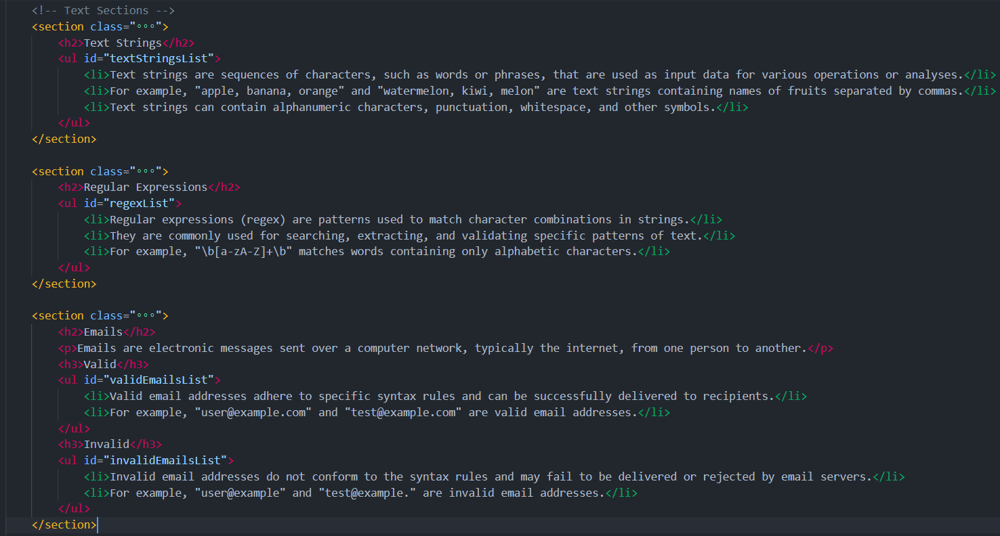 <!-- Text Sections -->
<section class="∘∘∘">
<h2>Text Strings</h2>
<ul id="textStringsList">
<li>Text strings are sequences of characters, such as words or phrases, that are used as input data for various operations or analyses.</li>
<li>For example, "apple, banana, orange" and "watermelon, kiwi, melon" are text strings containing names of fruits separated by commas.</li>
<li>Text strings can contain alphanumeric characters, punctuation, whitespace, and other symbols.</li>
</ul>
</section>
<section class="∘∘∘">
<h2>Regular Expressions</h2>
<ul id="regexList">
<li>Regular expressions (regex) are patterns used to match character combinations in strings.</li>
<li>They are commonly used for searching, extracting, and validating specific patterns of text.</li>
<li>For example, "\b[a-zA-Z]+\b" matches words containing only alphabetic characters.</li>
</ul>
</section>
<section class="∘∘∘">
<h2>Emails</h2>
<p>Emails are electronic messages sent over a computer network, typically the internet, from one person to another.</p>
<h3>Valid</h3>
<ul id="validEmailsList">
<li>Valid email addresses adhere to specific syntax rules and can be successfully delivered to recipients.</li>
<li>For example, "user@example.com" and "test@example.com" are valid email addresses.</li>
</ul>
<h3>Invalid</h3>
<ul id="invalidEmailsList">
<li>Invalid email addresses do not conform to the syntax rules and may fail to be delivered or rejected by email servers.</li>
<li>For example, "user@example" and "test@example." are invalid email addresses.</li>
</ul>
</section>